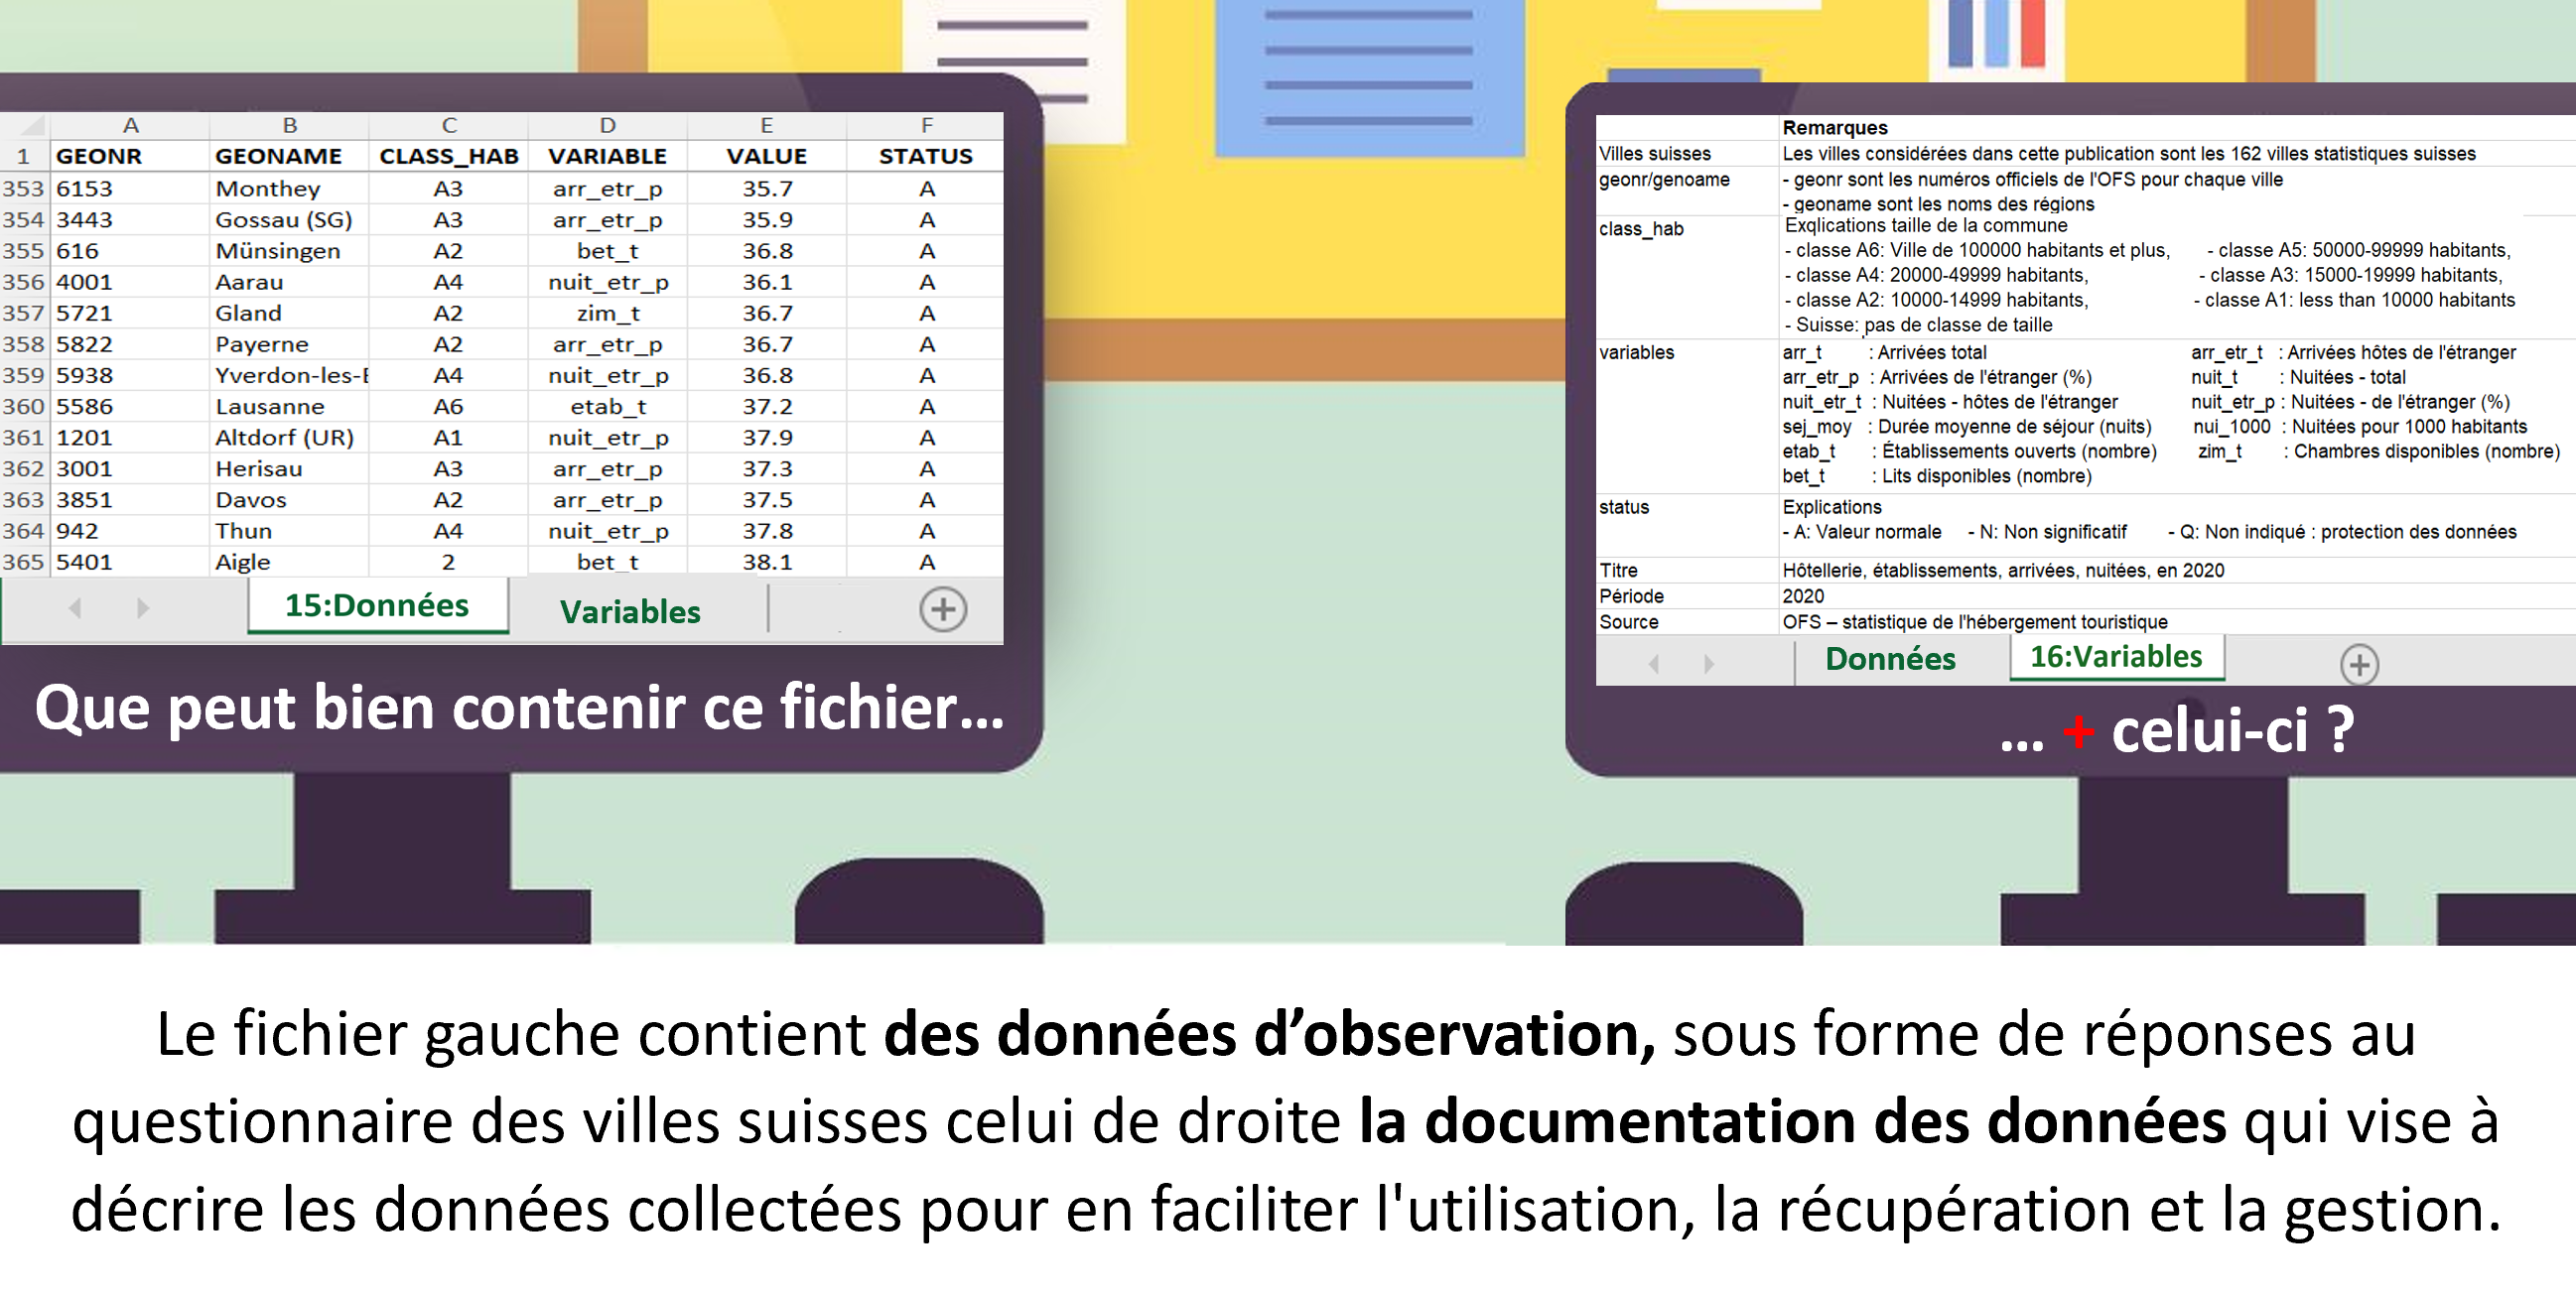 A B C D E F
1 GEONR GEONAME CLASS_HAB VARIABLE VALUE STATUS
353 6153 Monthey A3 arr_etr_p 35.7 A
354 3443 Gossau (SG) A3 arr_etr_p 35.9 A
355 616 Münsingen A2 bet_t 36.8 A
356 4001 Aarau A4 nuit_etr_p 36.1 A
357 5721 Gland A2 zim_t 36.7 A
358 5822 Payerne A2 arr_etr_p 36.7 A
359 5938 Yverdon-les- A4 nuit_etr_p 36.8 A
360 5586 Lausanne A6 etab_t 37.2 A
361 1201 Altdorf (UR) A1 nuit_etr_p 37.9 A
362 3001 Herisau A3 arr_etr_p 37.3 A
363 3851 Davos A2 arr_etr_p 37.5 A
364 942 Thun A4 nuit_etr_p 37.8 A
365 5401 Aigle 2 bet_t 38.1 A
15:Données Variables
Que peut bien contenir ce fichier...
Remarques
Villes suisses Les villes considérées dans cette publication sont les 162 villes statistiques suisses
geonr/genoame - geonr sont les numéros officiels de l'OFS pour chaque ville
- geoname sont les noms des régions
class_hab Exqlications taille de la commune
- classe A6: Ville de 100000 habitants et plus, - classe A5: 50000-99999 habitants,
- classe A4: 20000-49999 habitants, - classe A3: 15000-19999 habitants,
- classe A2: 10000-14999 habitants, - classe A1: less than 10000 habitants
- Suisse: pas de classe de taille
variables arr_t : Arrivées total arr_etr_t : Arrivées hôtes de l'étranger
arr_etr_p : Arrivées de l'étranger (%) nuit_t : Nuitées - total
nuit_etr_t : Nuitées - hôtes de l'étranger nuit_etr_p : Nuitées - de l'étranger (%)
sej_moy : Durée moyenne de séjour (nuits) nui_1000 : Nuitées pour 1000 habitants
etab_t : Établissements ouverts (nombre) zim_t : Chambres disponibles (nombre)
bet_t : Lits disponibles (nombre)
status Explications
- A: Valeur normale - N: Non significatif - Q: Non indiqué : protection des données
Titre Hôtellerie, établissements, arrivées, nuitées, en 2020
Période 2020
Source OFS – statistique de l'hébergement touristique
Données 16:Variables
... + celui-ci ?
Le fichier gauche contient des données d’observation, sous forme de réponses au
questionnaire des villes suisses celui de droite la documentation des données qui vise à
décrire les données collectées pour en faciliter l'utilisation, la récupération et la gestion.